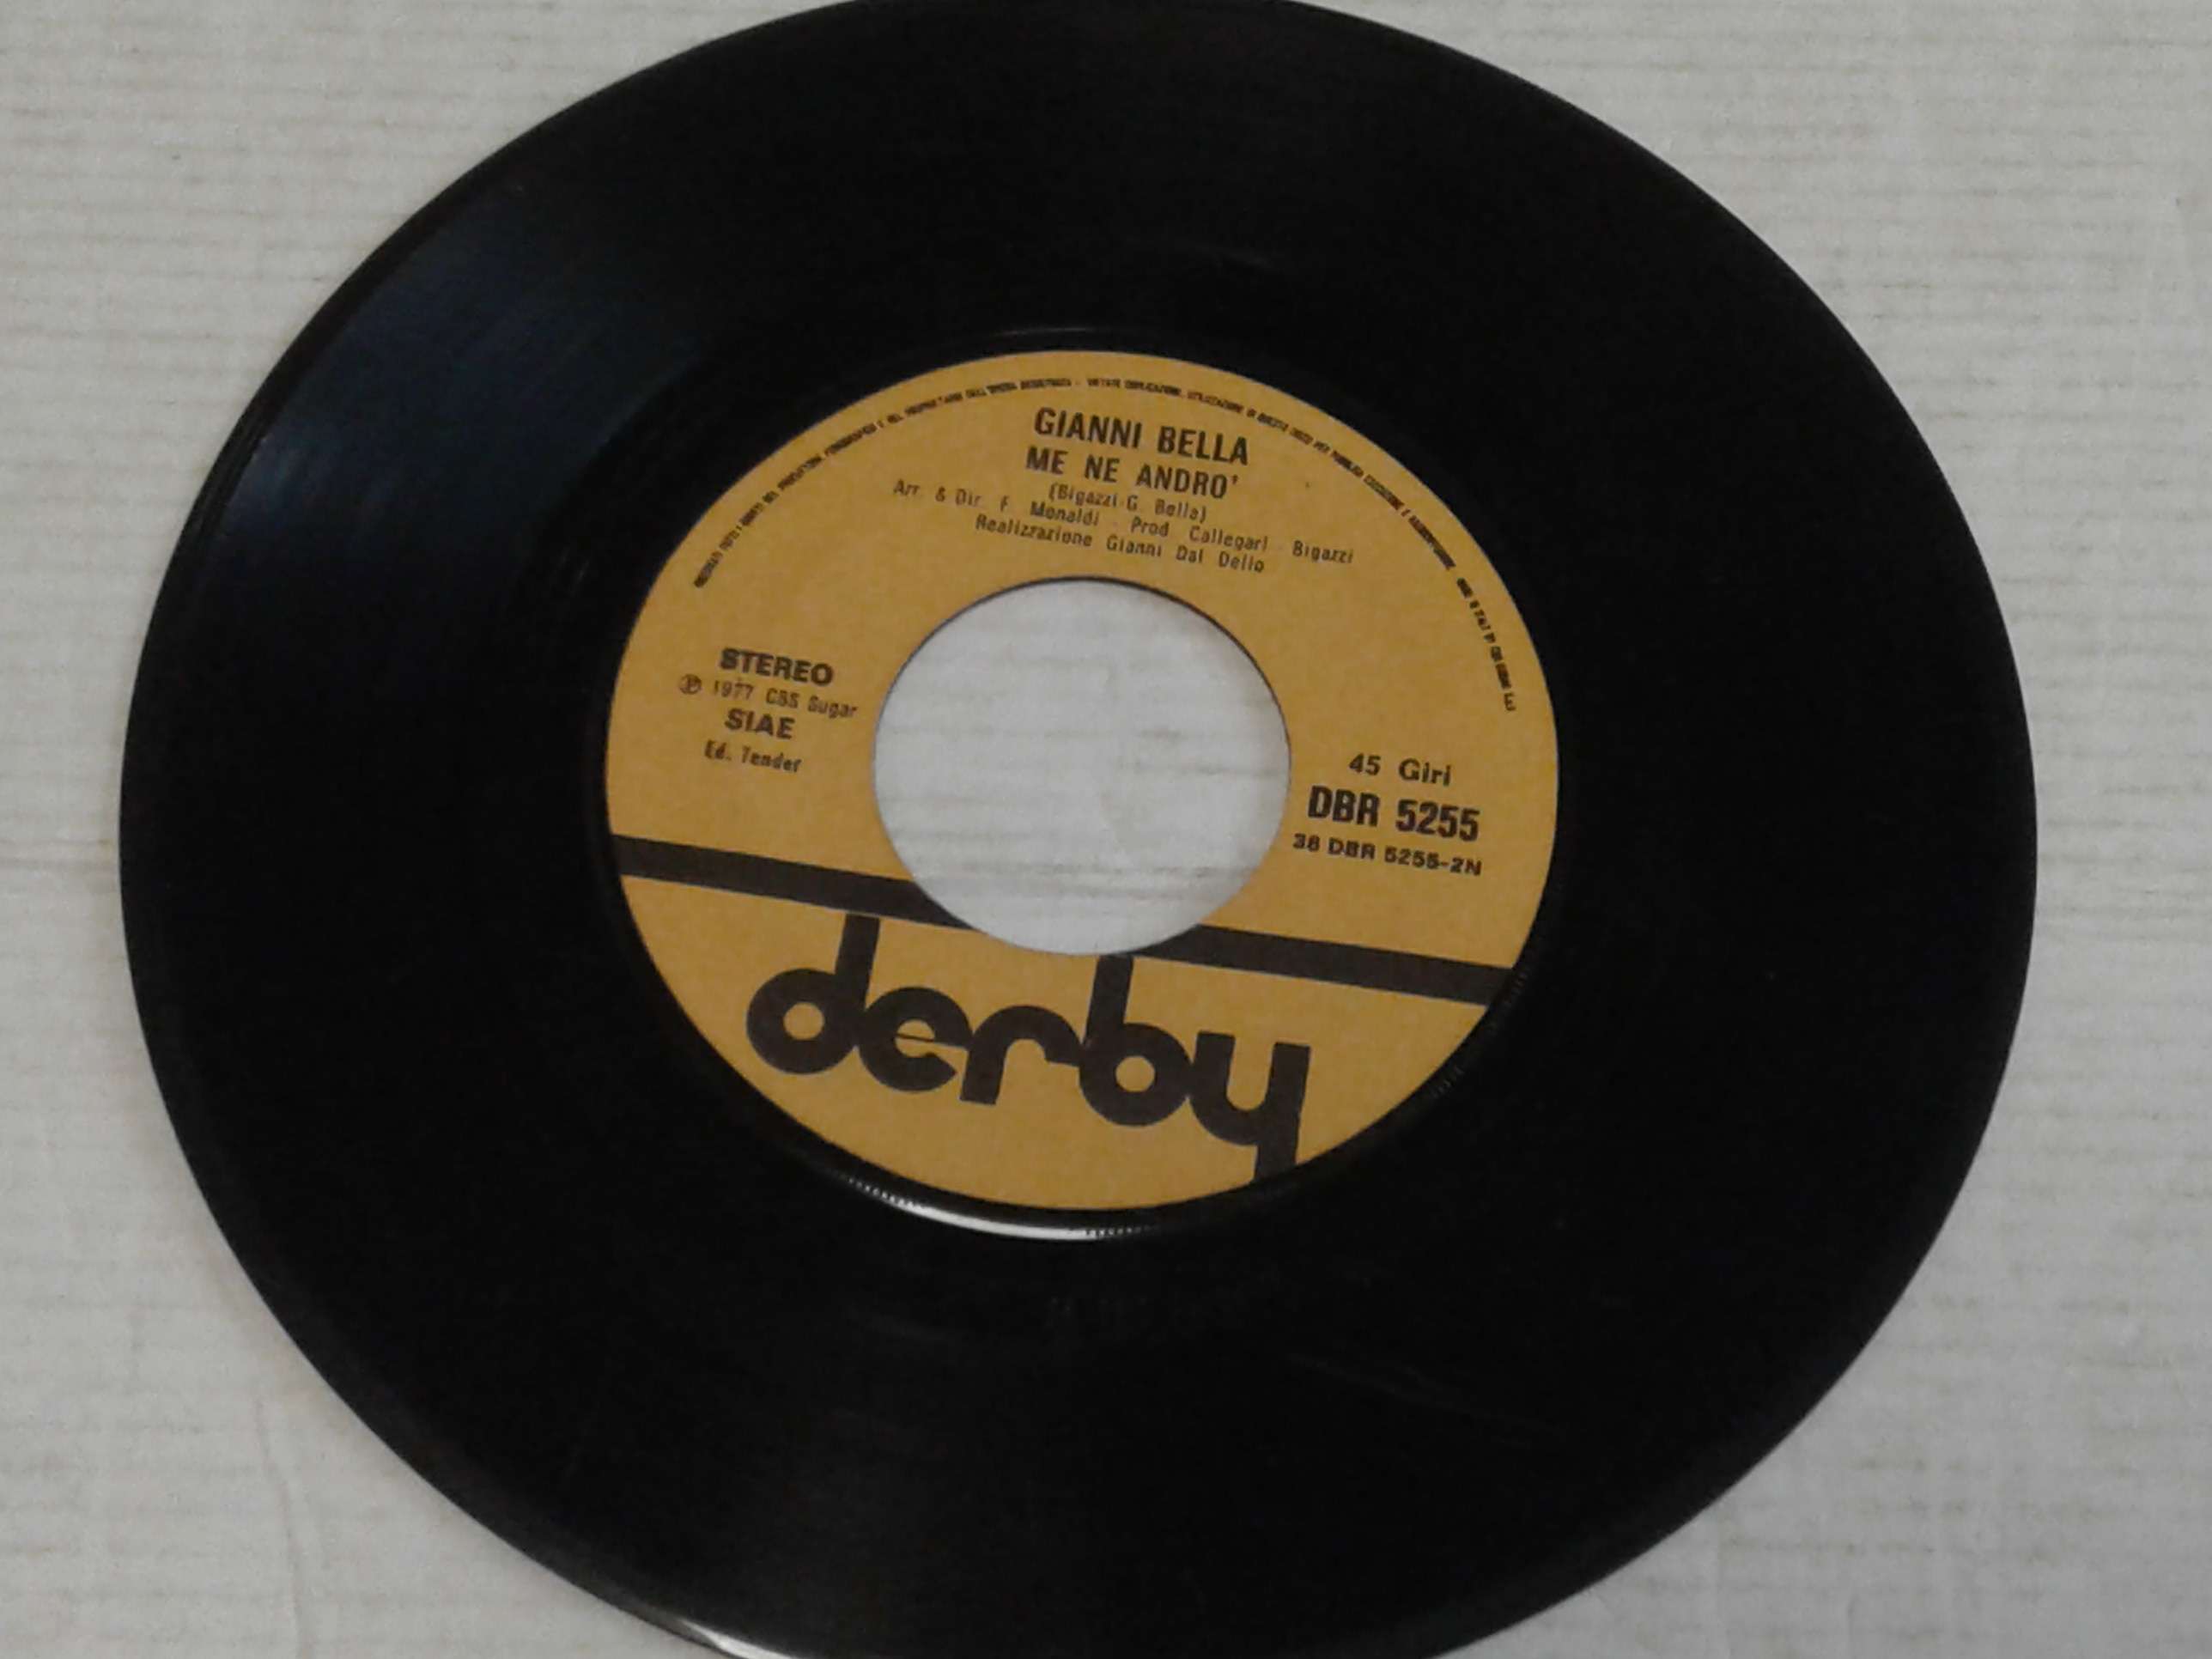 GIANNI BELLA
ME NE ANDRO'
(Bigazzi-G. Bella)
Arr. & Dir. F. Monaldi - Prod. Callegari - Bigazzi
Realizzazione Gianni Dal Dello
STEREO
Ⓟ 1977 CBS Sugar
SIAE
Ed. Tender
45 Giri
DBR 5255
38 DBR 5255-2N
derby